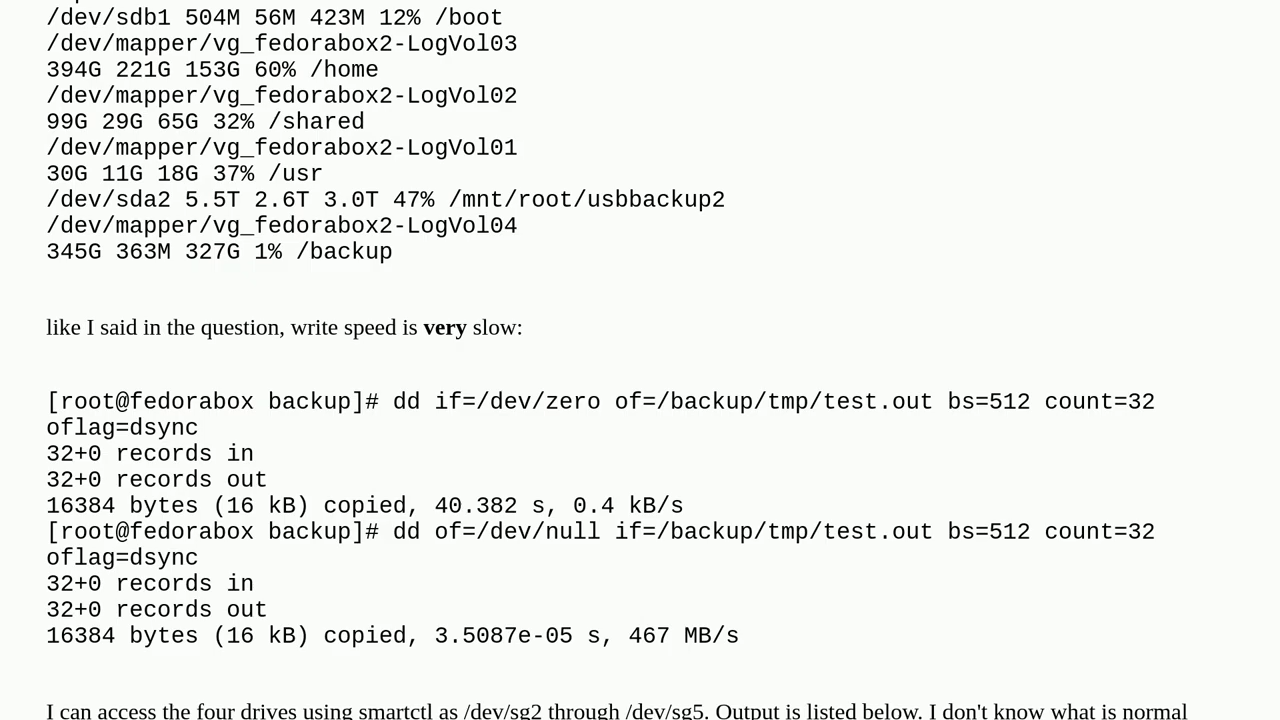 /dev/sdb1 504M 56M 423M 12% /boot
/dev/mapper/vg_fedorabox2-LogVol03
394G 221G 153G 60% /home
/dev/mapper/vg_fedorabox2-LogVol02
99G 29G 65G 32% /shared
/dev/mapper/vg_fedorabox2-LogVol01
30G 11G 18G 37% /usr
/dev/sda2 5.5T 2.6T 3.0T 47% /mnt/root/usbbackup2
/dev/mapper/vg_fedorabox2-LogVol04
345G 363M 327G 1% /backup
like I said in the question, write speed is very slow:
[root@fedorabox backup]# dd if=/dev/zero of=/backup/tmp/test.out bs=512 count=32
oflag=dsync
32+0 records in
32+0 records out
16384 bytes (16 kB) copied, 40.382 s, 0.4 kB/s
[root@fedorabox backup]# dd of=/dev/null if=/backup/tmp/test.out bs=512 count=32
oflag=dsync
32+0 records in
32+0 records out
16384 bytes (16 kB) copied, 3.5087e-05 s, 467 MB/s
I can access the four drives using smartctl as /dev/sg2 through /dev/sg5. Output is listed below. I don't know what is normal